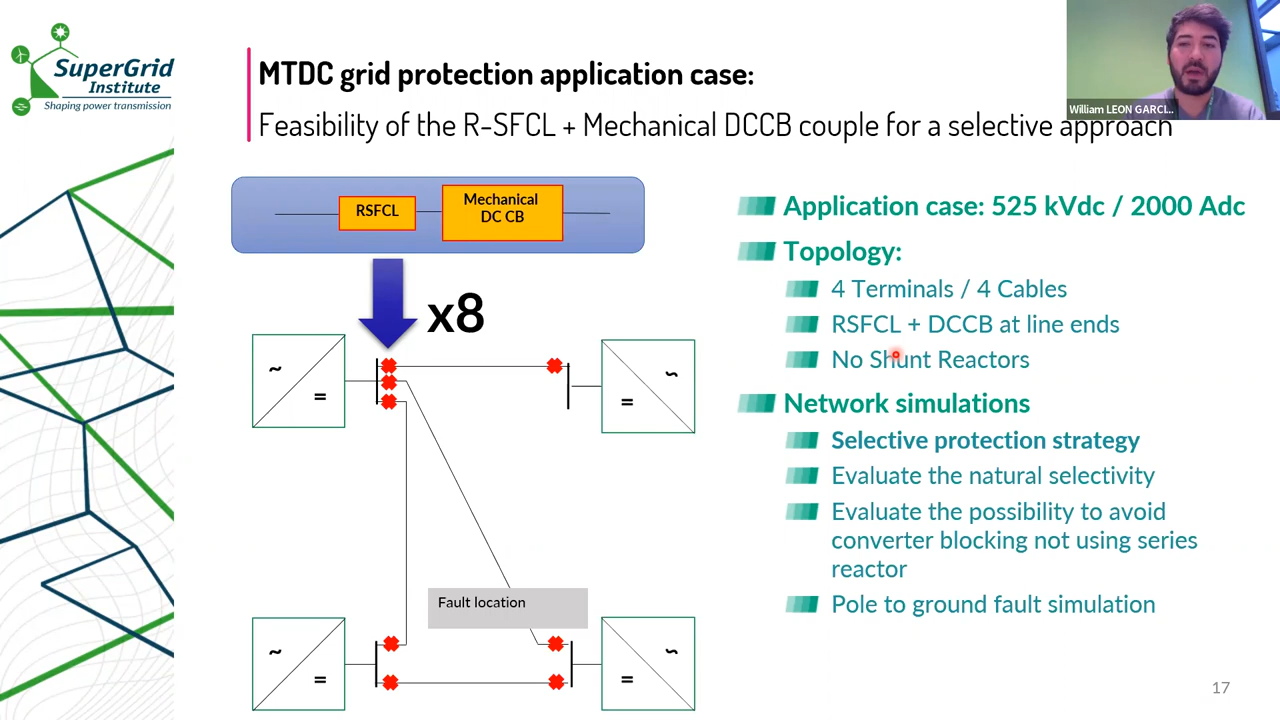 SuperGrid
Institute
Shaping power transmission
MTDC grid protection application case:
Feasibility of the R-SFCL + Mechanical DCCB couple for a selective approach
William LEON GARCI...
RSFCL
Mechanical
DC CB
x8
~
=
~
=
~
=
~
=
Fault location
Application case: 525 kVdc / 2000 Adc
Topology:
4 Terminals / 4 Cables
RSFCL + DCCB at line ends
No Shunt Reactors
Network simulations
Selective protection strategy
Evaluate the natural selectivity
Evaluate the possibility to avoid
converter blocking not using series
reactor
Pole to ground fault simulation
17